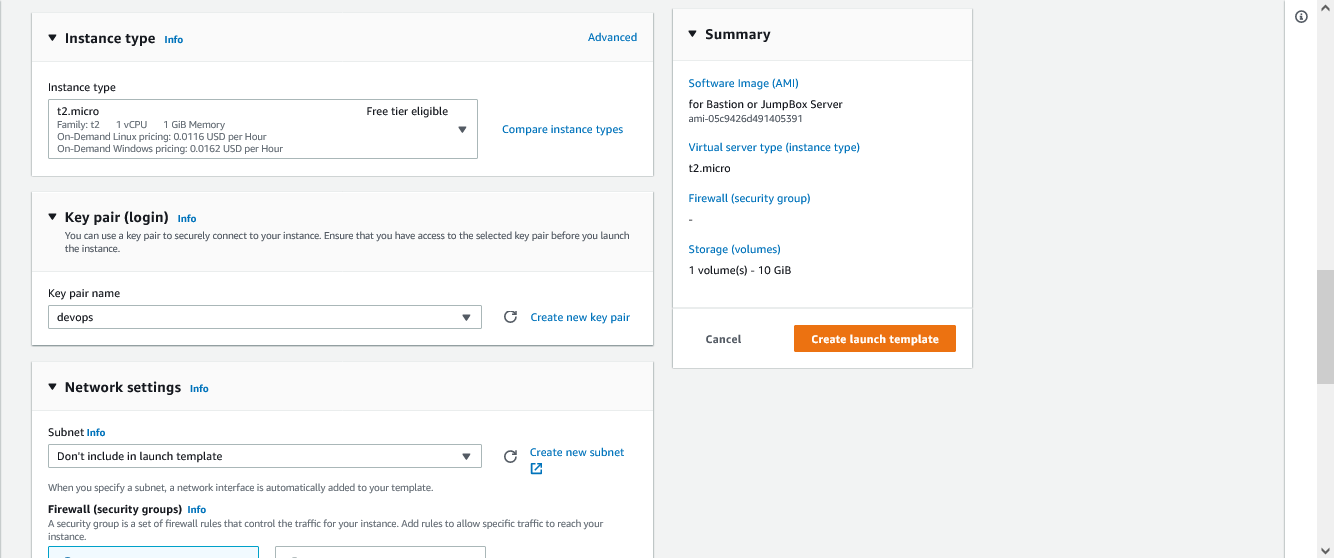 Instance type Info
Advanced
Instance type
t2.micro
Free tier eligible
Family: t2 1 vCPU 1 GiB Memory
On-Demand Linux pricing: 0.0116 USD per Hour
On-Demand Windows pricing: 0.0162 USD per Hour
Compare instance types
Key pair (login) Info
You can use a key pair to securely connect to your instance. Ensure that you have access to the selected key pair before you launch
the instance.
Key pair name
devops
Create new key pair
Network settings Info
Subnet Info
Don't include in launch template
Create new subnet
When you specify a subnet, a network interface is automatically added to your template.
Firewall (security groups) Info
A security group is a set of firewall rules that control the traffic for your instance. Add rules to allow specific traffic to reach your
instance.
Summary
Software Image (AMI)
for Bastion or JumpBox Server
ami-05c9426d491405391
Virtual server type (instance type)
t2.micro
Firewall (security group)
-
Storage (volumes)
1 volume(s) - 10 GiB
Cancel
Create launch template